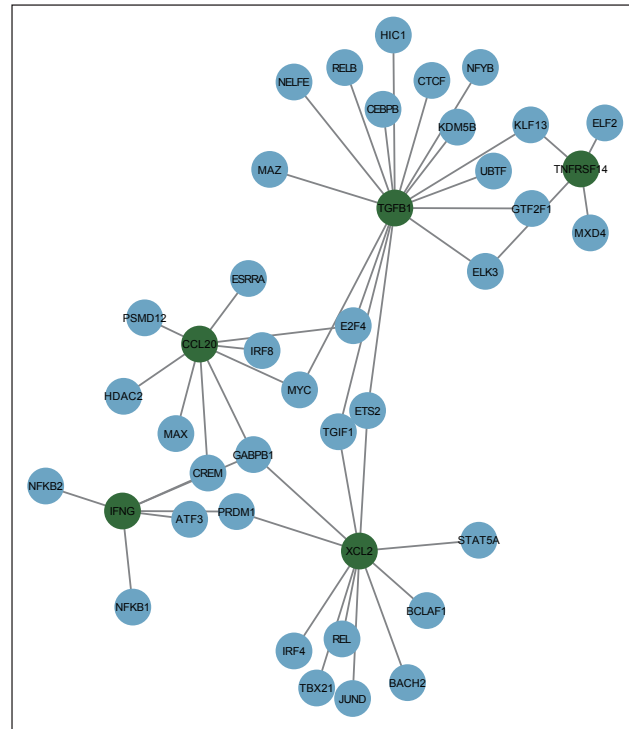 HIC1
RELB
CTCF
NFYB
NELFE
CEBPB
KDM5B
KLF13
ELF2
MAZ
UBTF
TNFRSF14
TGFB1
GTF2F1
MXD4
ELK3
ESRRA
PSMD12
E2F4
CCL20
IRF8
MYC
HDAC2
ETS2
MAX
TGIF1
GABPB1
CREM
NFKB2
IFNG
ATF3
PRDM1
STAT5A
XCL2
NFKB1
BCLAF1
REL
IRF4
BACH2
TBX21
JUND